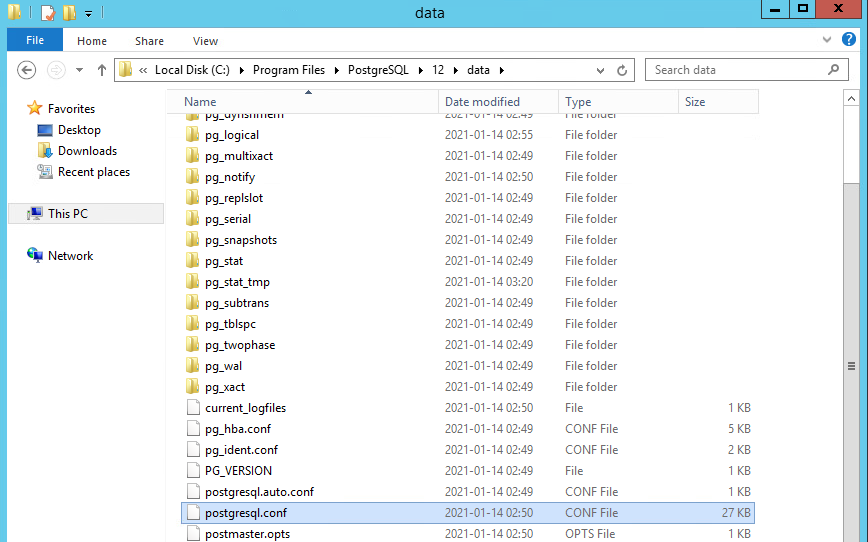 data
File Home Share View
« Local Disk (C:) Program Files PostgreSQL 12 data Search data
Name Date modified Type Size
Favorites
Desktop
Downloads
Recent places
This PC
Network
pg_dynshmem 2021-01-14 02:49 File folder
pg_logical 2021-01-14 02:55 File folder
pg_multixact 2021-01-14 02:49 File folder
pg_notify 2021-01-14 02:50 File folder
pg_replslot 2021-01-14 02:49 File folder
pg_serial 2021-01-14 02:49 File folder
pg_snapshots 2021-01-14 02:49 File folder
pg_stat 2021-01-14 02:49 File folder
pg_stat_tmp 2021-01-14 03:20 File folder
pg_subtrans 2021-01-14 02:49 File folder
pg_tblspc 2021-01-14 02:49 File folder
pg_twophase 2021-01-14 02:49 File folder
pg_wal 2021-01-14 02:49 File folder
pg_xact 2021-01-14 02:49 File folder
current_logfiles 2021-01-14 02:50 File 1 KB
pg_hba.conf 2021-01-14 02:49 CONF File 5 KB
pg_ident.conf 2021-01-14 02:49 CONF File 2 KB
PG_VERSION 2021-01-14 02:49 File 1 KB
postgresql.auto.conf 2021-01-14 02:49 CONF File 1 KB
postgresql.conf 2021-01-14 02:50 CONF File 27 KB
postmaster.opts 2021-01-14 02:50 OPTS File 1 KB